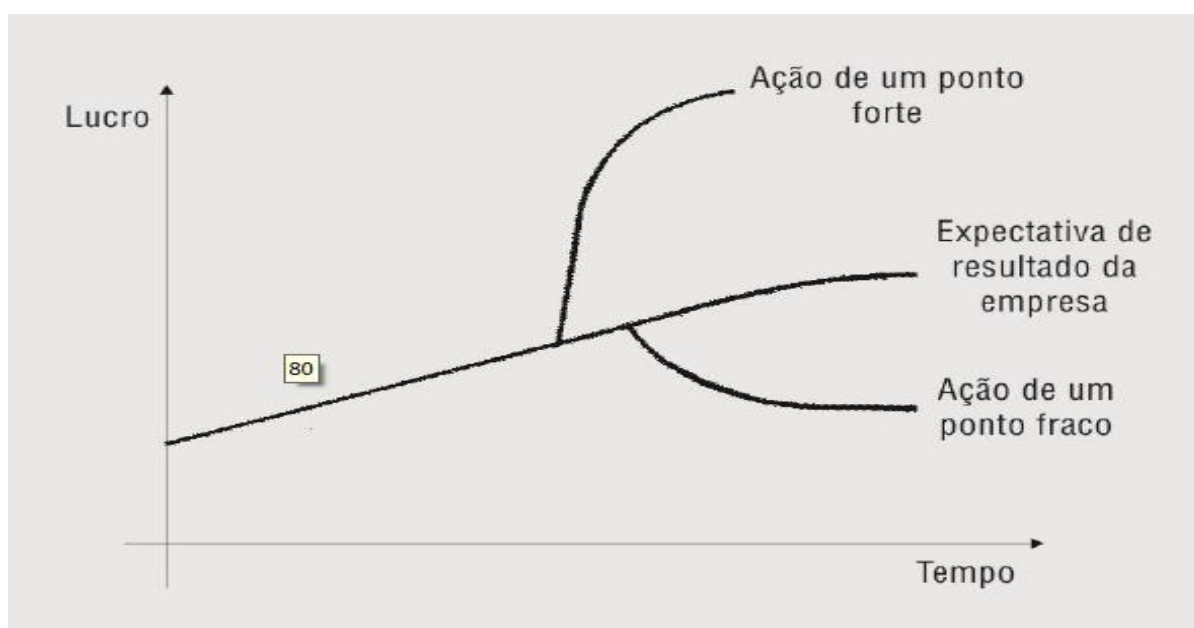 Ação de um ponto
forte
Lucro
Expectativa de
resultado da
empresa
80
Ação de um
ponto fraco
Tempo